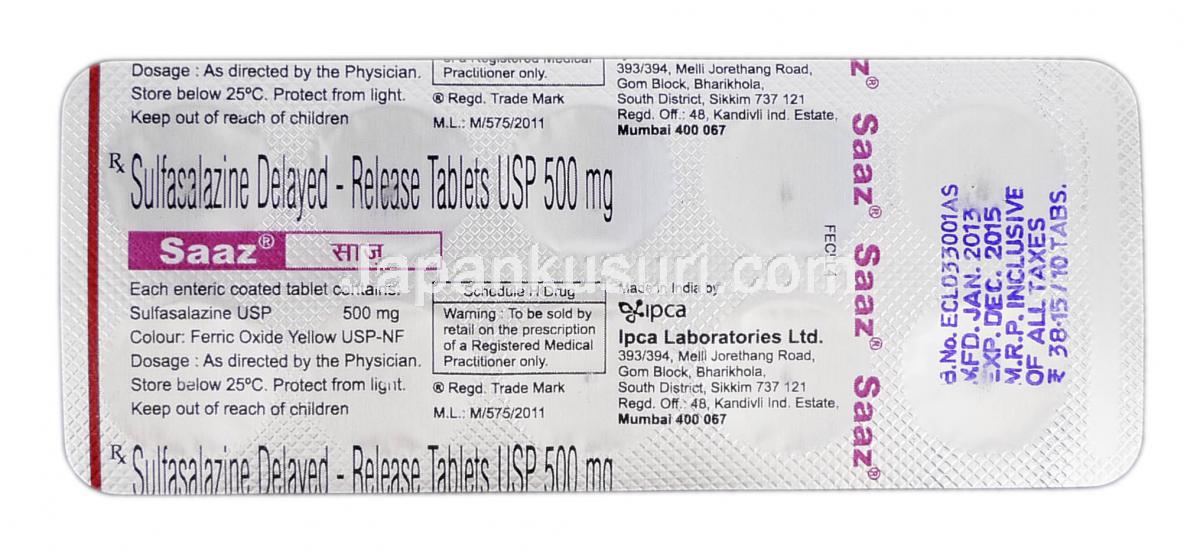 of a Registered Medical
Dosage : As directed by the Physician.
Practitioner only.
Store below 25ºC. Protect from light.
Keep out of reach of children
® Regd. Trade Mark
M.L.: M/575/2011
393/394, Melli Jorethang Road,
Gom Block, Bharikhola,
South District, Sikkim 737 121
Regd. Off.: 48, Kandivli Ind. Estate,
Mumbai 400 067
Rx Sulfasalazine Delayed - Release Tablets USP 500 mg
Saaz® साज़
Each enteric coated tablet contains:
Sulfasalazine USP 500 mg
Colour: Ferric Oxide Yellow USP-NF
Dosage : As directed by the Physician.
Store below 25ºC. Protect from light.
Keep out of reach of children
Schedule H Drug
Warning : To be sold by
retail on the prescription
of a Registered Medical
Practitioner only.
® Regd. Trade Mark
M.L.: M/575/2011
Made in India by
ipca
Ipca Laboratories Ltd.
393/394, Melli Jorethang Road,
Gom Block, Bharikhola,
South District, Sikkim 737 121
Regd. Off.: 48, Kandivli Ind. Estate,
Mumbai 400 067
Rx Sulfasalazine Delayed - Release Tablets USP 500 mg
z® Saaz® Saaz® Saaz®
B.No. ECL033001AS
MFD. JAN. 2013
EXP. DEC. 2015
M.R.P. INCLUSIVE
OF ALL TAXES
₹ 38·15 / 10 TABS.
Japankusuri.com